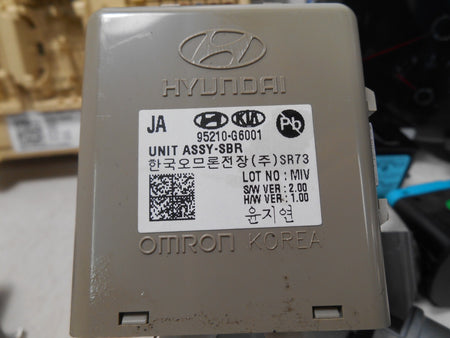 HYUNDAI
JA KIA Pb
95210-G6001
UNIT ASSY-SBR
한국오므론전장(주) SR73
LOT NO : MIV
S/W VER : 2.00
H/W VER : 1.00
윤지연
OMRON KOREA